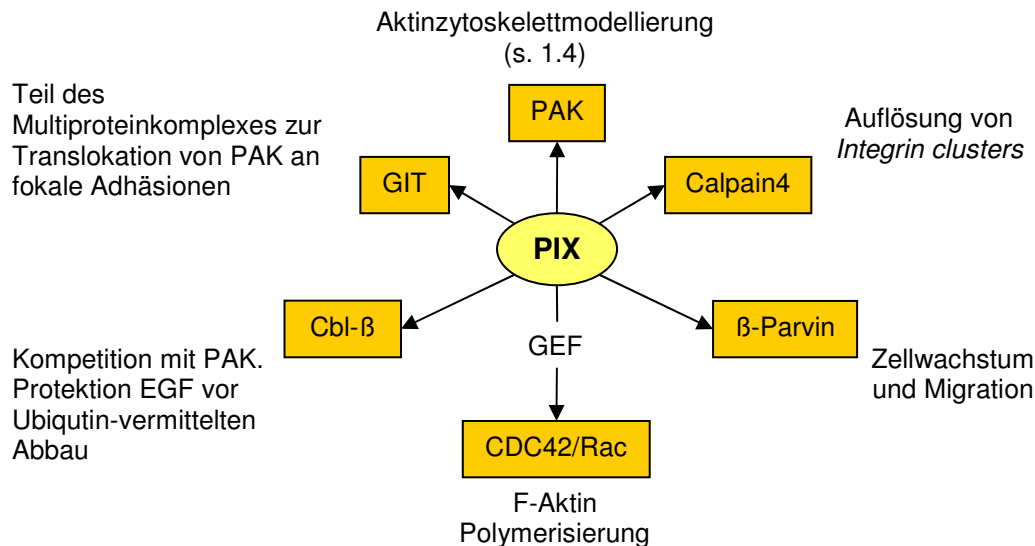 Aktinzytoskelettmodellierung
(s. 1.4)
Teil des
Multiproteinkomplexes zur
Translokation von PAK an
fokale Adhäsionen
PAK
Auflösung von
Integrin clusters
GIT
Calpain4
PIX
Cbl-ß
GEF
ß-Parvin
Kompetition mit PAK.
Protektion EGF vor
Ubiqutin-vermittelten
Abbau
Zellwachstum
und Migration
CDC42/Rac
F-Aktin
Polymerisierung